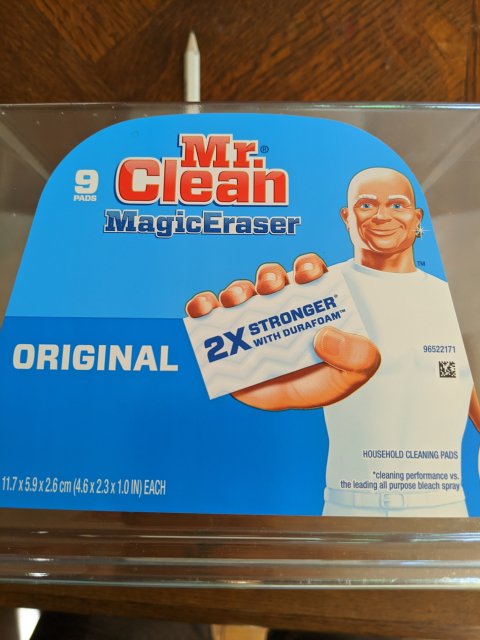 Mr.®
Clean
MagicEraser
9
PADS
2X STRONGER*
WITH DURAFOAM™
ORIGINAL
TM
96522171
HOUSEHOLD CLEANING PADS
*cleaning performance vs.
the leading all purpose bleach spray
11.7 x 5.9 x 2.6 cm (4.6 x 2.3 x 1.0 IN) EACH